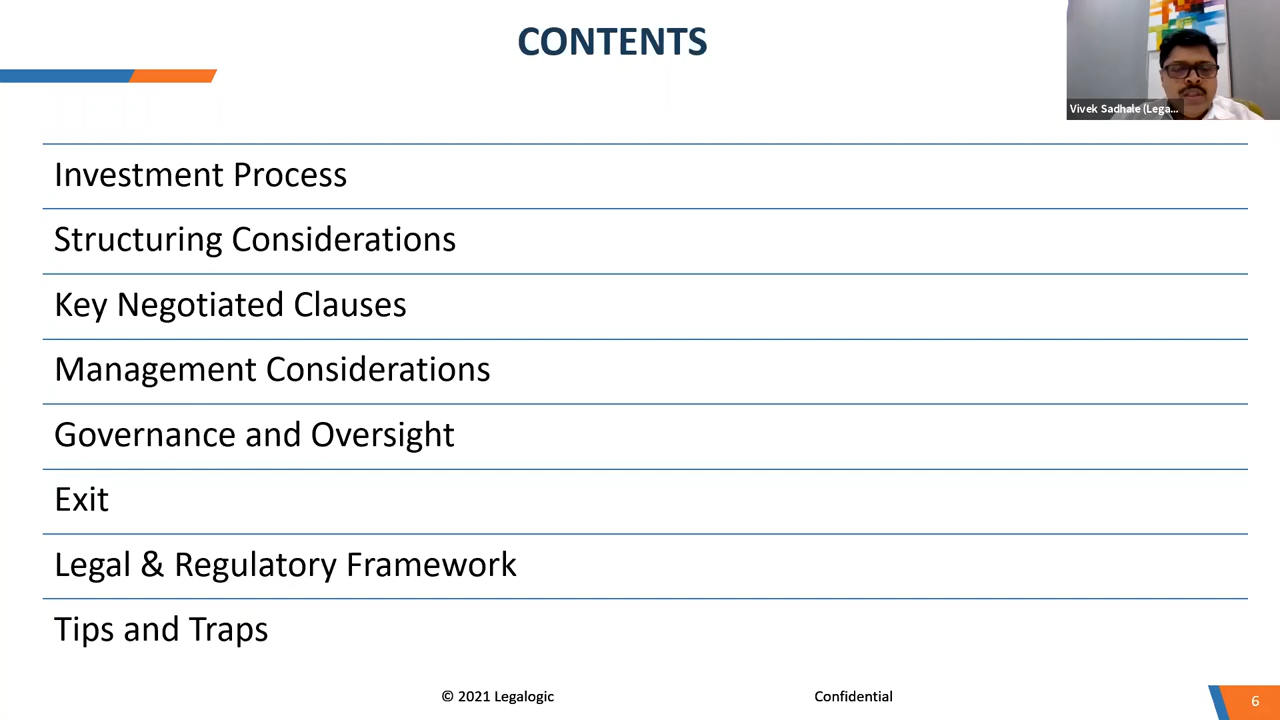 CONTENTS
Vivek Sadhale (Lega...
Investment Process
Structuring Considerations
Key Negotiated Clauses
Management Considerations
Governance and Oversight
Exit
Legal & Regulatory Framework
Tips and Traps
© 2021 Legalogic
Confidential
6